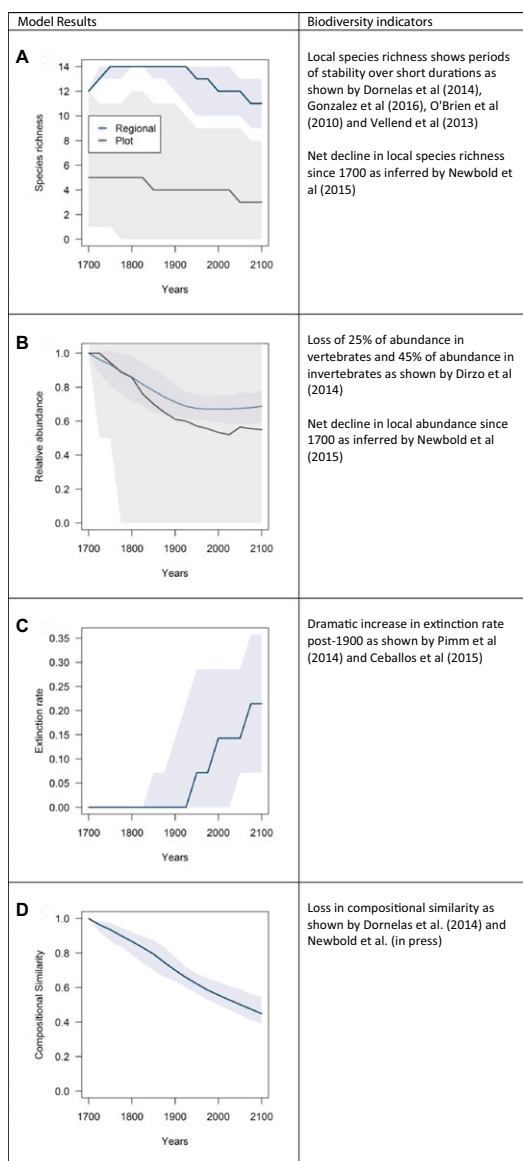 Model Results
Biodiversity indicators
A
14
12
10
8
6
4
2
0
Species richness
Regional
Plot
1700 1800 1900 2000 2100
Years
Local species richness shows periods
of stability over short durations as
shown by Dornelas et al (2014),
Gonzalez et al (2016), O'Brien et al
(2010) and Vellend et al (2013)
Net decline in local species richness
since 1700 as inferred by Newbold et
al (2015)
B
1.0
0.8
0.6
0.4
0.2
0.0
Relative abundance
1700 1800 1900 2000 2100
Years
Loss of 25% of abundance in
vertebrates and 45% of abundance in
invertebrates as shown by Dirzo et al
(2014)
Net decline in local abundance since
1700 as inferred by Newbold et al
(2015)
C
0.35
0.30
0.25
0.20
0.15
0.10
0.05
0.00
Extinction rate
1700 1800 1900 2000 2100
Years
Dramatic increase in extinction rate
post-1900 as shown by Pimm et al
(2014) and Ceballos et al (2015)
D
1.0
0.8
0.6
0.4
0.2
0.0
Compositional Similarity
1700 1800 1900 2000 2100
Years
Loss in compositional similarity as
shown by Dornelas et al. (2014) and
Newbold et al. (in press)